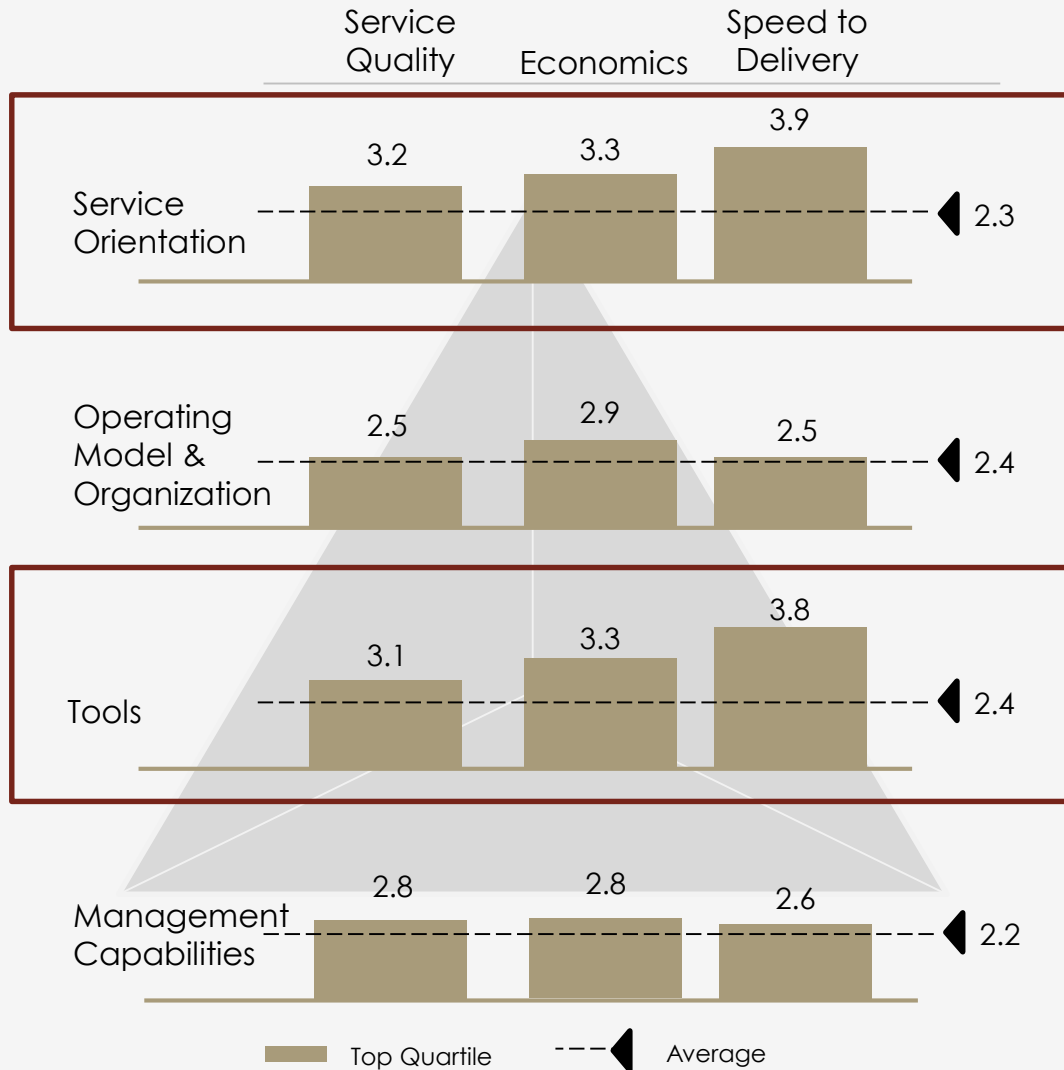 Service
Quality
Economics
Speed to
Delivery
3.2
3.3
3.9
Service
Orientation
2.3
2.5
2.9
2.5
Operating
Model &
Organization
2.4
3.1
3.3
3.8
Tools
2.4
2.8
2.8
2.6
Management
Capabilities
2.2
Top Quartile
Average